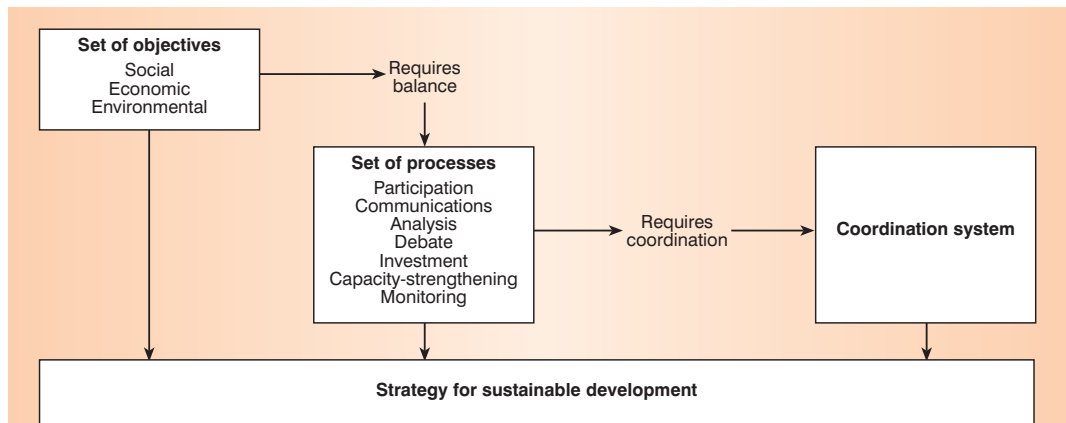 Set of objectives
Social
Economic
Environmental
Requires
balance
Set of processes
Participation
Communications
Analysis
Debate
Investment
Capacity-strengthening
Monitoring
Requires
coordination
Coordination system
Strategy for sustainable development